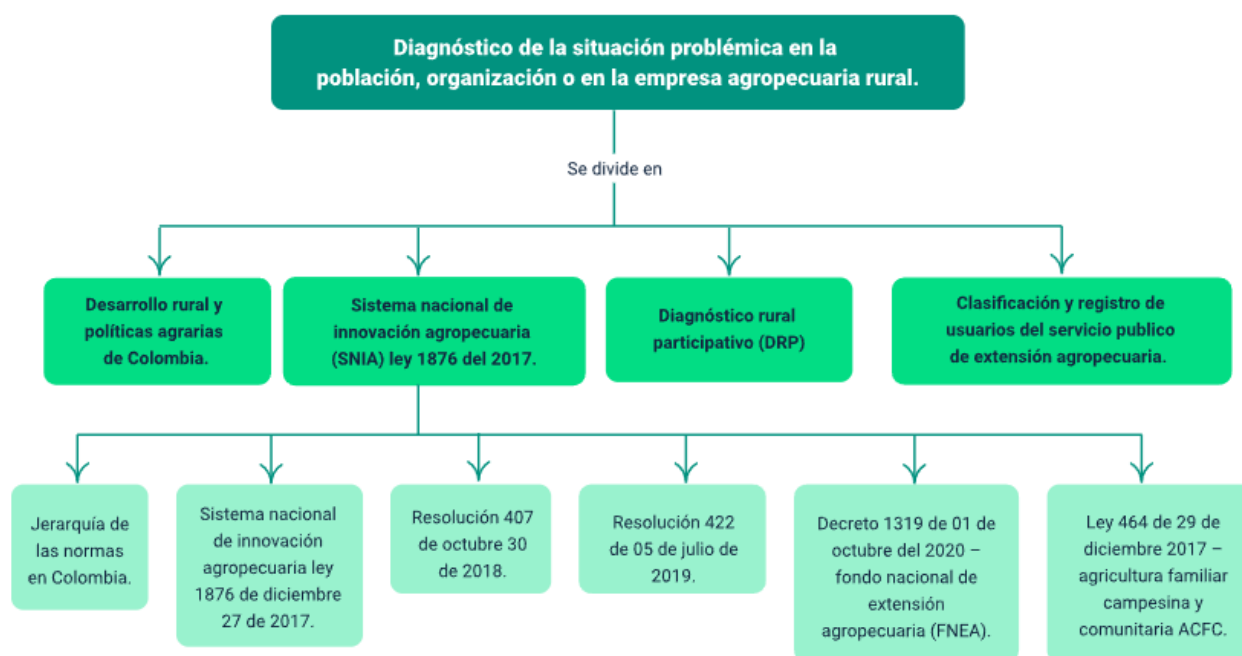 Diagnóstico de la situación problémica en la
población, organización o en la empresa agropecuaria rural.
Se divide en
Desarrollo rural y
políticas agrarias
de Colombia.
Sistema nacional de
innovación agropecuaria
(SNIA) ley 1876 del 2017.
Diagnóstico rural
participativo (DRP)
Clasificación y registro de
usuarios del servicio publico
de extensión agropecuaria.
Jerarquía de
las normas
en Colombia.
Sistema nacional
de innovación
agropecuaria ley
1876 de diciembre
27 de 2017.
Resolución 407
de octubre 30
de 2018.
Resolución 422
de 05 de julio de
2019.
Decreto 1319 de 01 de
octubre del 2020 –
fondo nacional de
extensión
agropecuaria (FNEA).
Ley 464 de 29 de
diciembre 2017 –
agricultura familiar
campesina y
comunitaria ACFC.